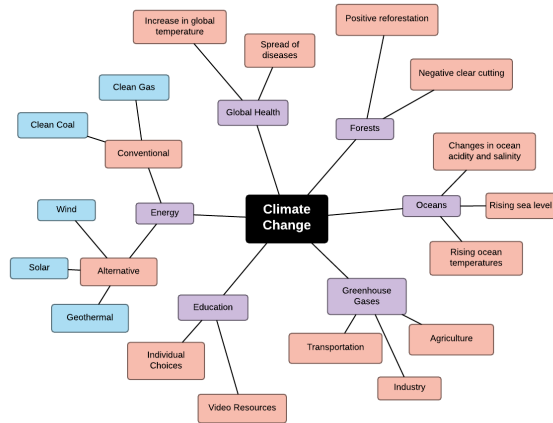 Increase in global
temperature
Spread of
diseases
Global Health
Positive reforestation
Negative clear cutting
Forests
Clean Gas
Clean Coal
Conventional
Changes in ocean
acidity and salinity
Oceans
Rising sea level
Rising ocean
temperatures
Climate
Change
Energy
Wind
Solar
Alternative
Geothermal
Education
Individual
Choices
Video Resources
Greenhouse
Gases
Transportation
Agriculture
Industry